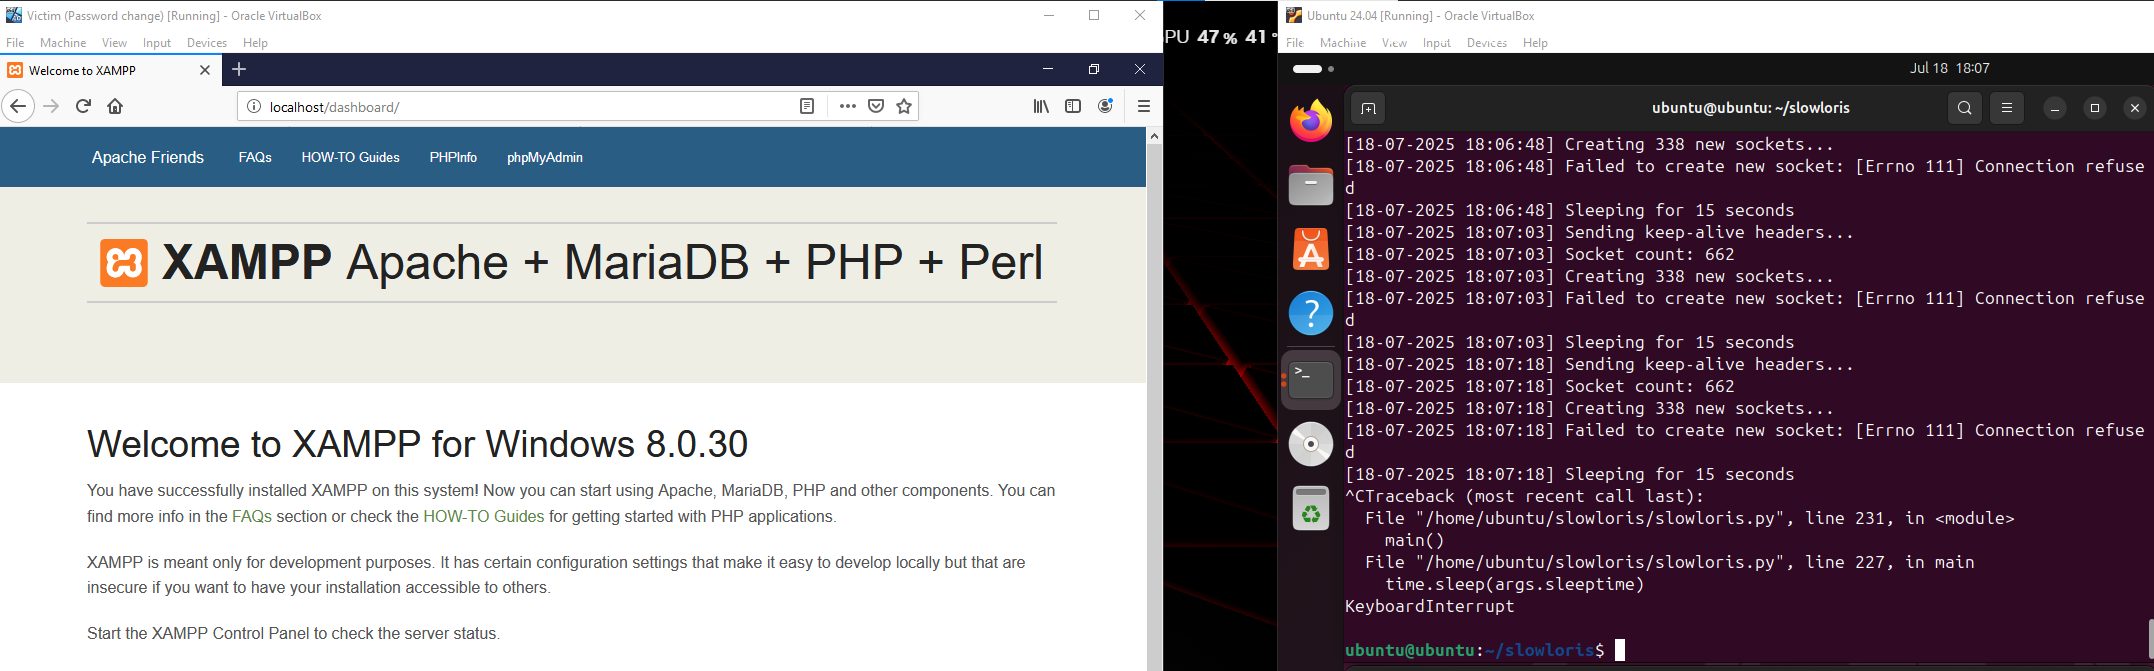 Victim (Password change) [Running] - Oracle VirtualBox
File Machine View Input Devices Help
Welcome to XAMPP
localhost/dashboard/
Apache Friends FAQs HOW-TO Guides PHPInfo phpMyAdmin
XAMPP Apache + MariaDB + PHP + Perl
Welcome to XAMPP for Windows 8.0.30
You have successfully installed XAMPP on this system! Now you can start using Apache, MariaDB, PHP and other components. You can
find more info in the FAQs section or check the HOW-TO Guides for getting started with PHP applications.
XAMPP is meant only for development purposes. It has certain configuration settings that make it easy to develop locally but that are
insecure if you want to have your installation accessible to others.
Start the XAMPP Control Panel to check the server status.
PU 47% 41°
Ubuntu 24.04 [Running] - Oracle VirtualBox
File Machine View Input Devices Help
Jul 18 18:07
ubuntu@ubuntu: ~/slowloris
[18-07-2025 18:06:48] Creating 338 new sockets...
[18-07-2025 18:06:48] Failed to create new socket: [Errno 111] Connection refuse
d
[18-07-2025 18:06:48] Sleeping for 15 seconds
[18-07-2025 18:07:03] Sending keep-alive headers...
[18-07-2025 18:07:03] Socket count: 662
[18-07-2025 18:07:03] Creating 338 new sockets...
[18-07-2025 18:07:03] Failed to create new socket: [Errno 111] Connection refuse
d
[18-07-2025 18:07:03] Sleeping for 15 seconds
[18-07-2025 18:07:18] Sending keep-alive headers...
[18-07-2025 18:07:18] Socket count: 662
[18-07-2025 18:07:18] Creating 338 new sockets...
[18-07-2025 18:07:18] Failed to create new socket: [Errno 111] Connection refuse
d
[18-07-2025 18:07:18] Sleeping for 15 seconds
^CTraceback (most recent call last):
File "/home/ubuntu/slowloris/slowloris.py", line 231, in <module>
main()
File "/home/ubuntu/slowloris/slowloris.py", line 227, in main
time.sleep(args.sleeptime)
KeyboardInterrupt
ubuntu@ubuntu:~/slowloris$